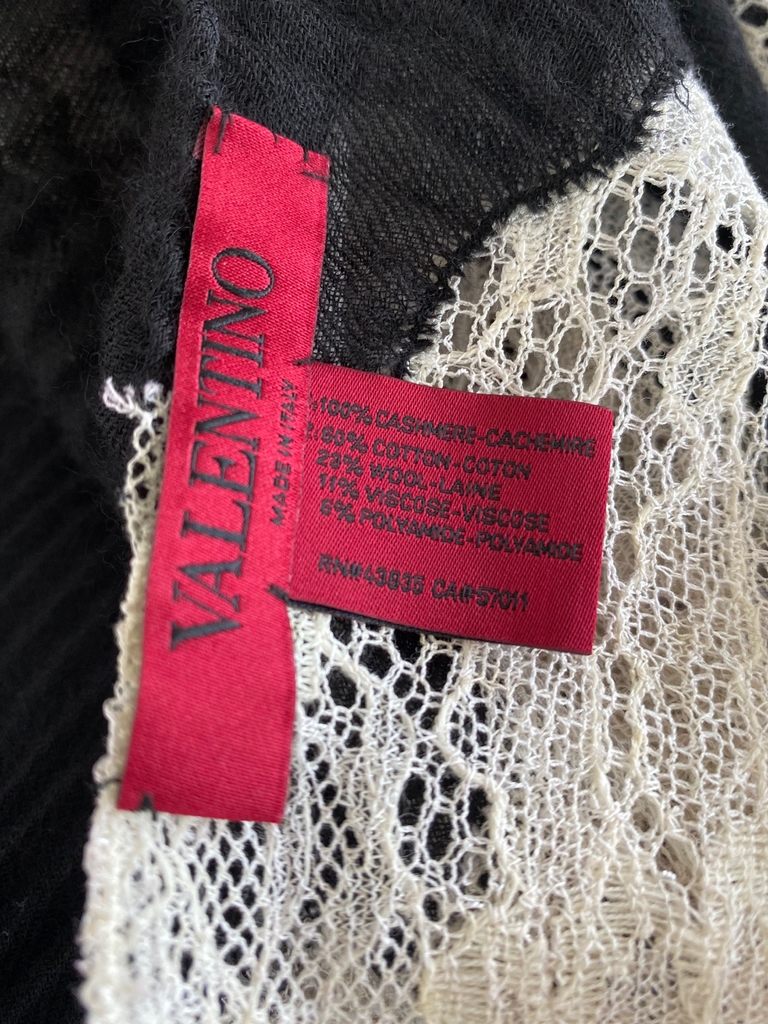 VALENTINO
MADE IN ITALY
1:100% CASHMERE-CACHEMIRE
2:60% COTTON-COTON
23% WOOL-LAINE
11% VISCOSE-VISCOSE
6% POLYAMIDE-POLYAMIDE
RN#43835 CA#57011